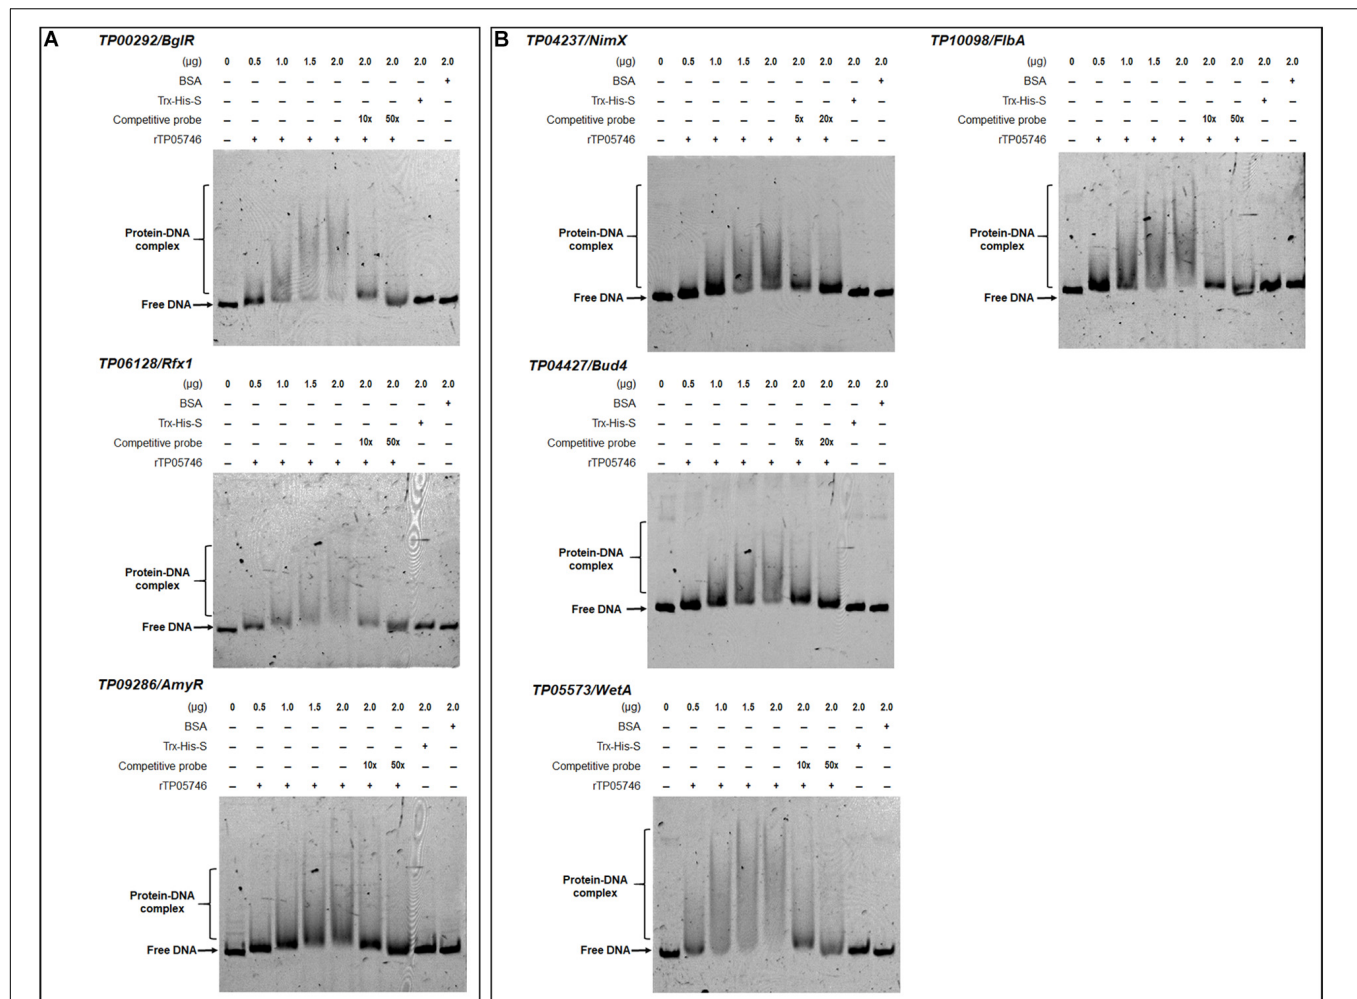 A
TP00292/BglR
(µg) 0 0.5 1.0 1.5 2.0 2.0 2.0 2.0 2.0
BSA – – – – – – – – +
Trx-His-S – – – – – – – + –
Competitive probe – – – – – 10x 50x – –
rTP05746 – + + + + + + – –
Protein-DNA
complex
Free DNA
TP06128/Rfx1
(µg) 0 0.5 1.0 1.5 2.0 2.0 2.0 2.0 2.0
BSA – – – – – – – – +
Trx-His-S – – – – – – – + –
Competitive probe – – – – – 10x 50x – –
rTP05746 – + + + + + + – –
Protein-DNA
complex
Free DNA
TP09286/AmyR
(µg) 0 0.5 1.0 1.5 2.0 2.0 2.0 2.0 2.0
BSA – – – – – – – – +
Trx-His-S – – – – – – – + –
Competitive probe – – – – – 10x 50x – –
rTP05746 – + + + + + + – –
Protein-DNA
complex
Free DNA
B
TP04237/NimX
(µg) 0 0.5 1.0 1.5 2.0 2.0 2.0 2.0 2.0
BSA – – – – – – – – +
Trx-His-S – – – – – – – + –
Competitive probe – – – – – 5x 20x – –
rTP05746 – + + + + + + – –
Protein-DNA
complex
Free DNA
TP04427/Bud4
(µg) 0 0.5 1.0 1.5 2.0 2.0 2.0 2.0 2.0
BSA – – – – – – – – +
Trx-His-S – – – – – – – + –
Competitive probe – – – – – 5x 20x – –
rTP05746 – + + + + + + – –
Protein-DNA
complex
Free DNA
TP05573/WetA
(µg) 0 0.5 1.0 1.5 2.0 2.0 2.0 2.0 2.0
BSA – – – – – – – – +
Trx-His-S – – – – – – – + –
Competitive probe – – – – – 10x 50x – –
rTP05746 – + + + + + + – –
Protein-DNA
complex
Free DNA
TP10098/FlbA
(µg) 0 0.5 1.0 1.5 2.0 2.0 2.0 2.0 2.0
BSA – – – – – – – – +
Trx-His-S – – – – – – – + –
Competitive probe – – – – – 10x 50x – –
rTP05746 – + + + + + + – –
Protein-DNA
complex
Free DNA